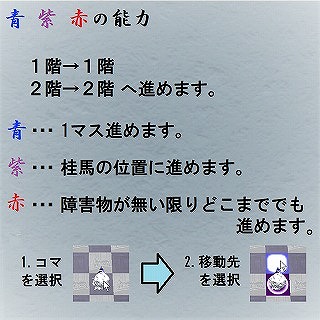 青 紫 赤の能力
1階→1階
2階→2階 へ進めます。
青･･･ 1マス進めます。
紫･･･ 桂馬の位置に進めます。
赤･･･ 障害物が無い限りどこまででも
進めます。
1. コマ
を選択
2. 移動先
を選択